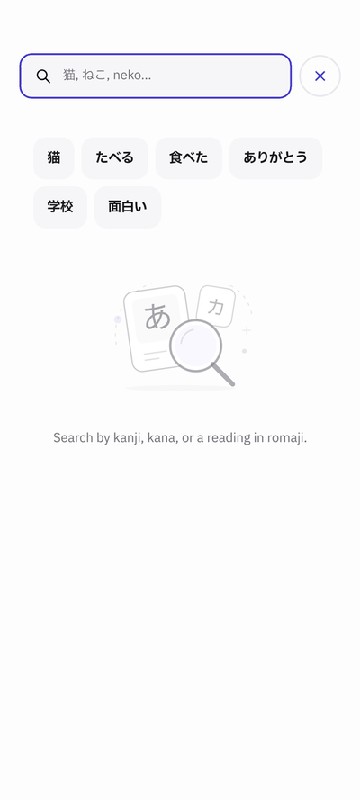 猫, ねこ, neko...
猫 たべる 食べた ありがとう
学校 面白い
あ カ
Search by kanji, kana, or a reading in romaji.